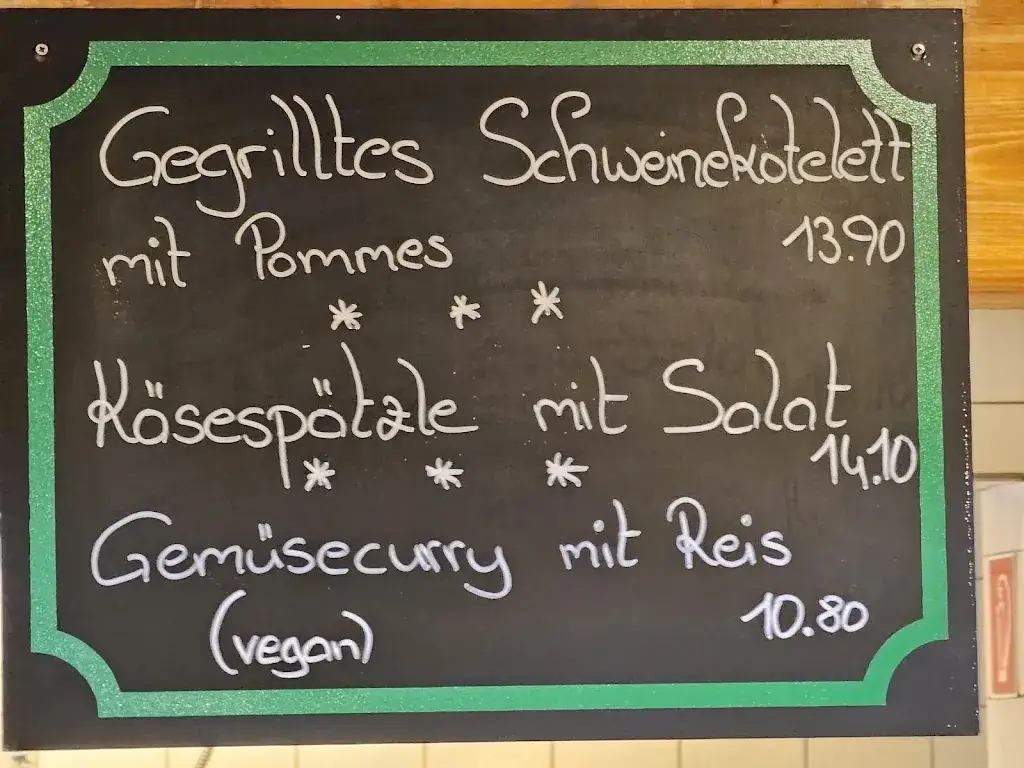 Gegrilltes Schweinekotelett
mit Pommes 13.90
* * *
Käsespätzle mit Salat
14.10
* * *
Gemüsecurry mit Reis
(vegan) 10.80